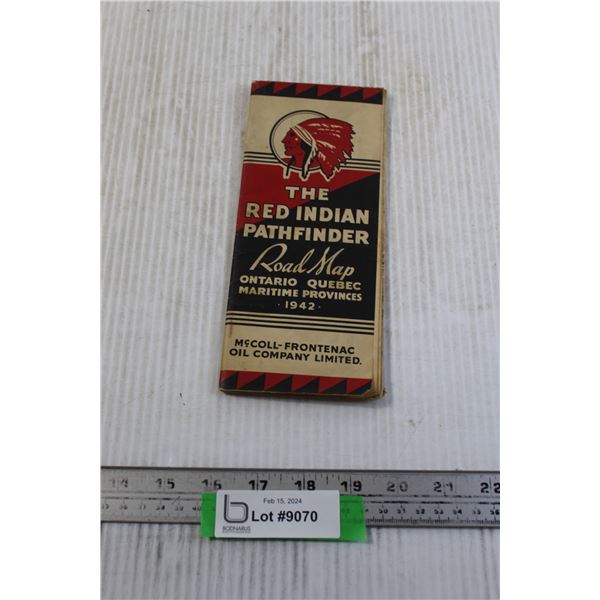 THE
RED INDIAN
PATHFINDER
Road Map
ONTARIO QUEBEC
MARITIME PROVINCES
· 1942 ·
McCOLL-FRONTENAC
OIL COMPANY LIMITED.
14 15 16 17 18 19 20 21 22
Feb 15, 2024
Lot #9070
b
BODNARUS